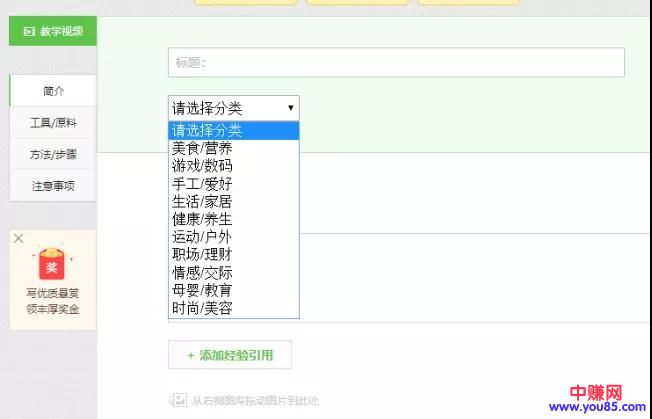 教学视频
标题:
简介
工具/原料
方法/步骤
注意事项
请选择分类
请选择分类
美食/营养
游戏/数码
手工/爱好
生活/家居
健康/养生
运动/户外
职场/理财
情感/交际
母婴/教育
时尚/美容
奖
写优质悬赏
领丰厚奖金
+ 添加经验引用
从右侧图库拖动图片到此处
中赚网
www.you85.com